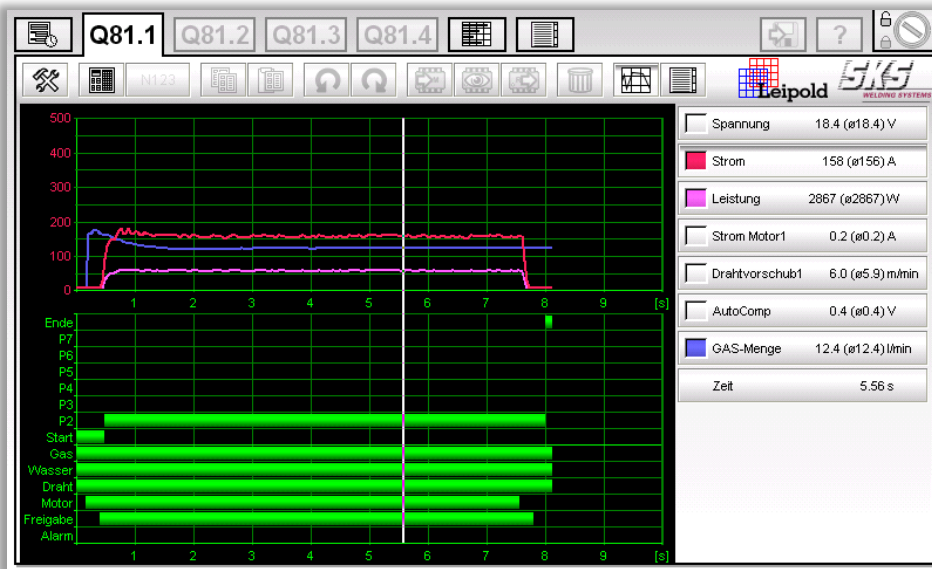 Q81.1 Q81.2 Q81.3 Q81.4 ?
N123
Leipold
SKS
WELDING SYSTEMS
500
400
300
200
100
0
1 2 3 4 5 6 7 8 9 [s]
Ende
P7
P6
P5
P4
P3
P2
Start
Gas
Wasser
Draht
Motor
Freigabe
Alarm
1 2 3 4 5 6 7 8 9 [s]
Spannung 18.4 (ø18.4) V
Strom 158 (ø156) A
Leistung 2867 (ø2867) W
Strom Motor1 0.2 (ø0.2) A
Drahtvorschub1 6.0 (ø5.9) m/min
AutoComp 0.4 (ø0.4) V
GAS-Menge 12.4 (ø12.4) l/min
Zeit 5.56 s